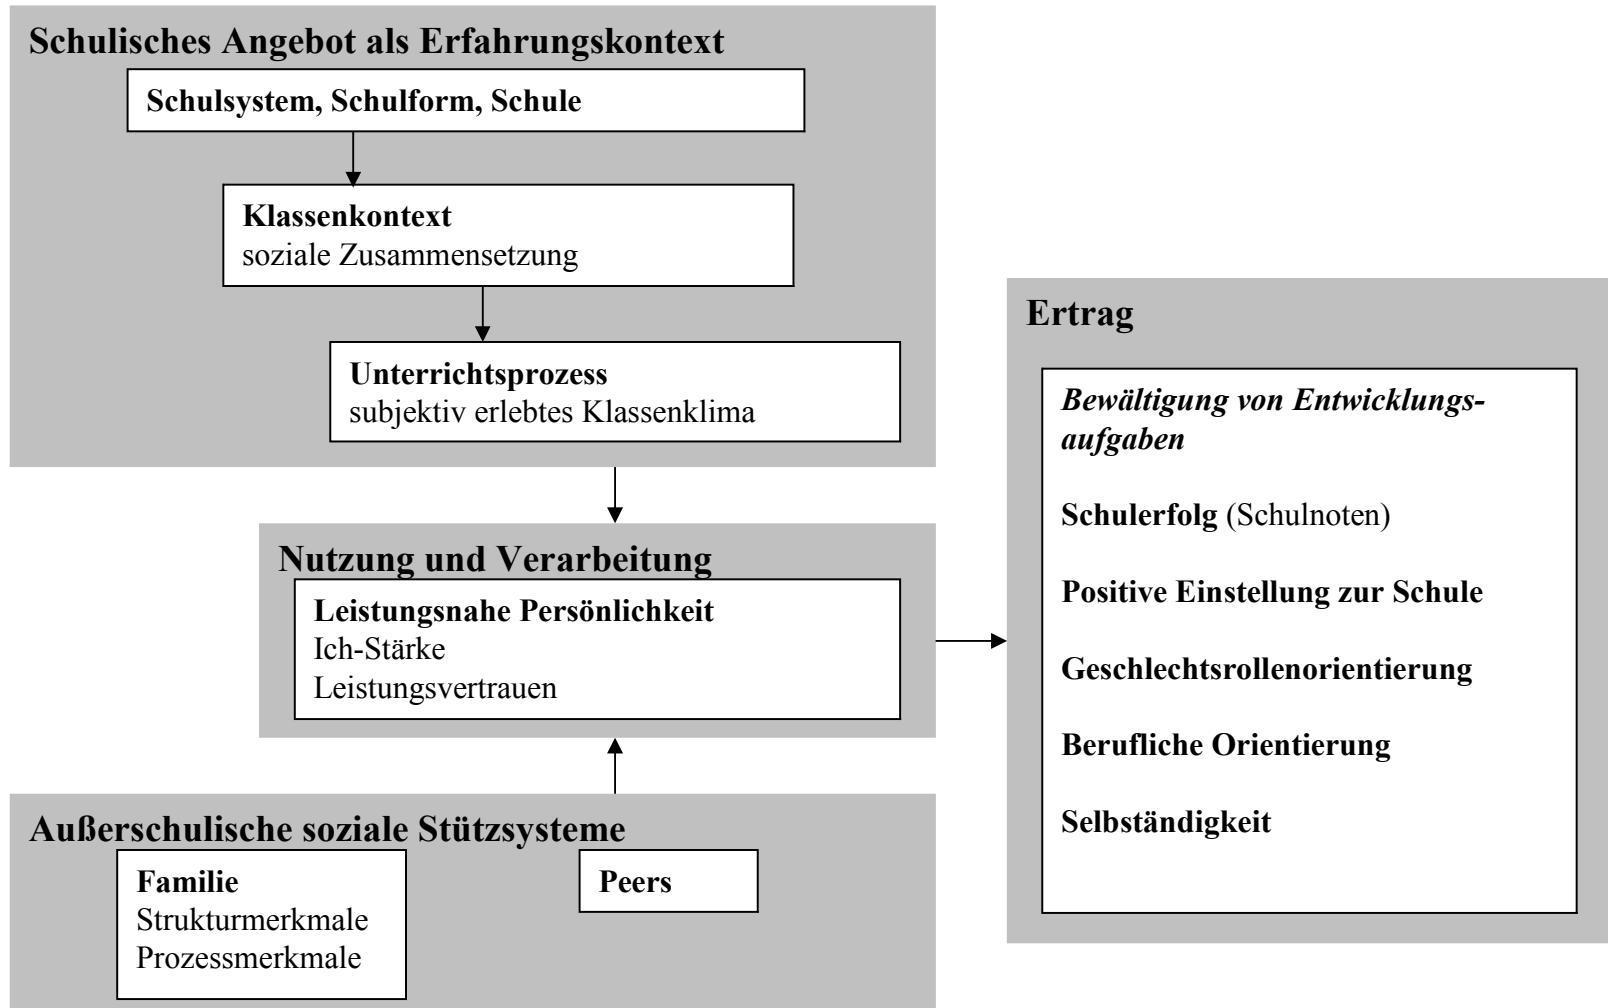 Schulisches Angebot als Erfahrungskontext
Schulsystem, Schulform, Schule
Klassenkontext
soziale Zusammensetzung
Unterrichtsprozess
subjektiv erlebtes Klassenklima
Nutzung und Verarbeitung
Leistungsnahe Persönlichkeit
Ich-Stärke
Leistungsvertrauen
Außerschulische soziale Stützsysteme
Familie
Strukturmerkmale
Prozessmerkmale
Peers
Ertrag
Bewältigung von Entwicklungs-
aufgaben
Schulerfolg (Schulnoten)
Positive Einstellung zur Schule
Geschlechtsrollenorientierung
Berufliche Orientierung
Selbständigkeit